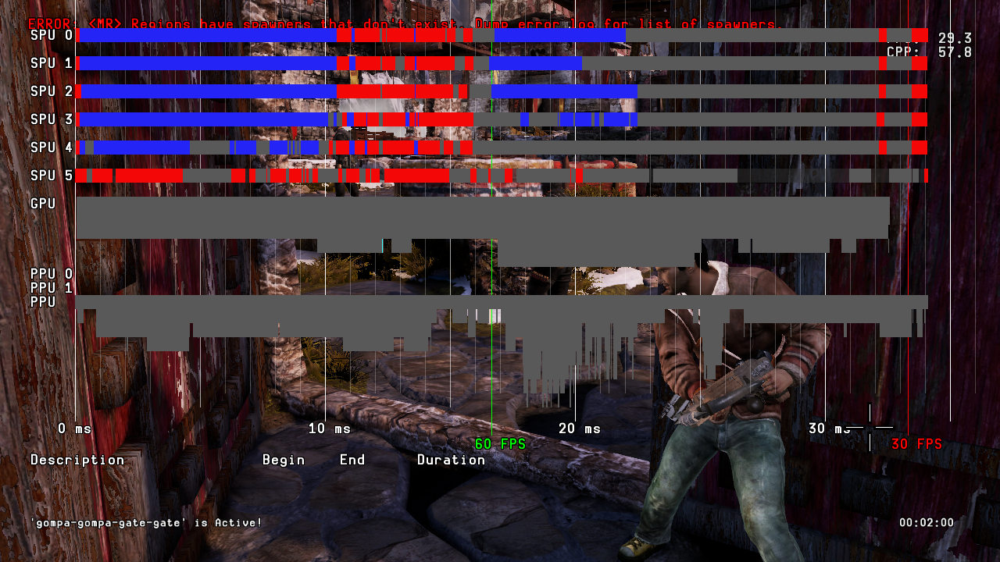 ERROR: <MR> Regions have spawners that don't exist. Dump error log for list of spawners.
SPU 0
29.3
CPP: 57.8
SPU 1
SPU 2
SPU 3
SPU 4
SPU 5
GPU
PPU 0
PPU 1
PPU
0 ms 10 ms 20 ms 30 ms
60 FPS 30 FPS
Description Begin End Duration
'gompa-gompa-gate-gate' is Active! 00:02:00